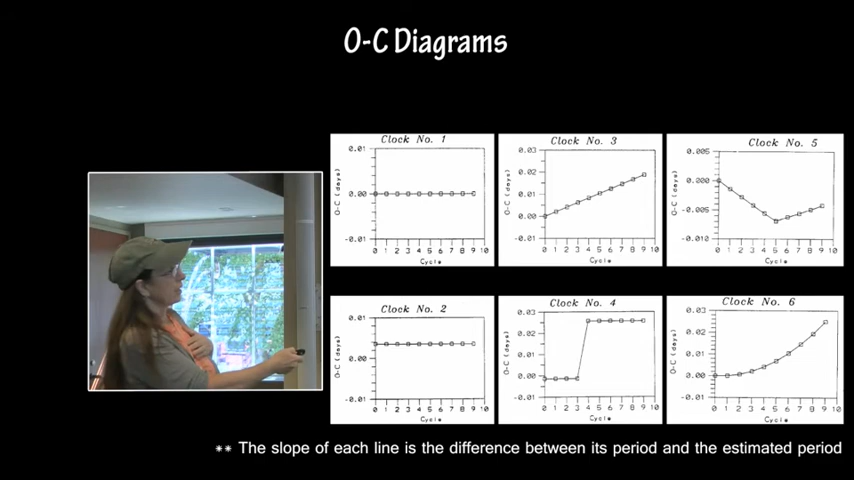 O-C Diagrams
Clock No. 1
0.01
0.00
-0.01
O-C (days)
0 1 2 3 4 5 6 7 8 9 10
Cycle
Clock No. 3
0.03
0.02
0.01
0.00
-0.01
O-C (days)
0 1 2 3 4 5 6 7 8 9 10
Cycle
Clock No. 5
0.005
0.000
-0.005
-0.010
O-C (days)
0 1 2 3 4 5 6 7 8 9 10
Cycle
Clock No. 2
0.01
0.00
-0.01
O-C (days)
0 1 2 3 4 5 6 7 8 9 10
Cycle
Clock No. 4
0.03
0.02
0.01
0.00
-0.01
O-C (days)
0 1 2 3 4 5 6 7 8 9 10
Cycle
Clock No. 6
0.03
0.02
0.01
0.00
-0.01
O-C (days)
0 1 2 3 4 5 6 7 8 9 10
Cycle
** The slope of each line is the difference between its period and the estimated period